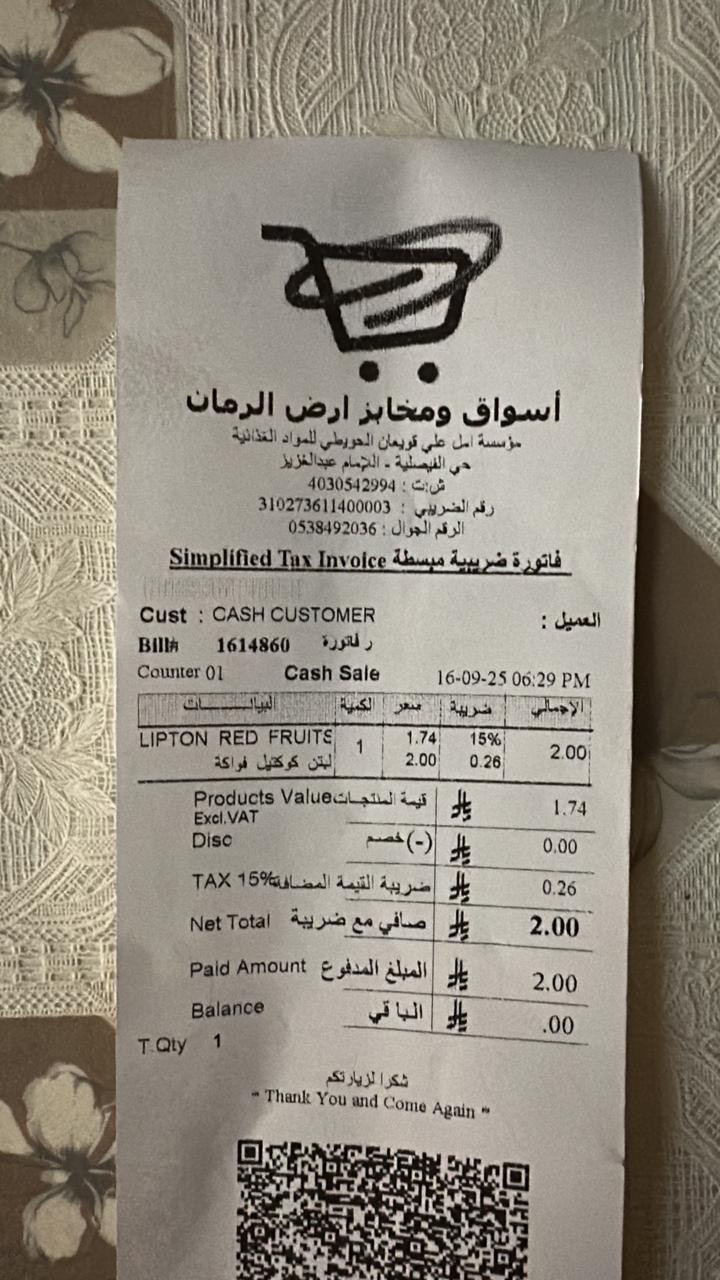 أسواق ومخابز ارض الرمان
مؤسسة امل علي قويعان الحويطي للمواد الغذائية
حي الفيصلية - الإمام عبدالعزيز
ش:ت : 4030542994
رقم الضريبي : 310273611400003
الرقم الجوال : 0538492036
Simplified Tax Invoice فاتورة ضريبية مبسطة
Cust : CASH CUSTOMER العميل :
Bill# 1614860 ر فاتورة
Counter 01 Cash Sale 16-09-25 06:29 PM
البيانات الكمية سعر ضريبة الإجمالي
LIPTON RED FRUITS 1 1.74 15% 2.00
لبتن كوكتيل فواكة 2.00 0.26
Products Value قيمة المنتجات 1.74
Excl.VAT
Disc خصم (-) 0.00
TAX 15% ضريبة القيمة المضافة 0.26
Net Total صافي مع ضريبة 2.00
Paid Amount المبلغ المدفوع 2.00
Balance الباقي .00
T.Qty 1
شكرا لزيارتكم
" Thank You and Come Again "